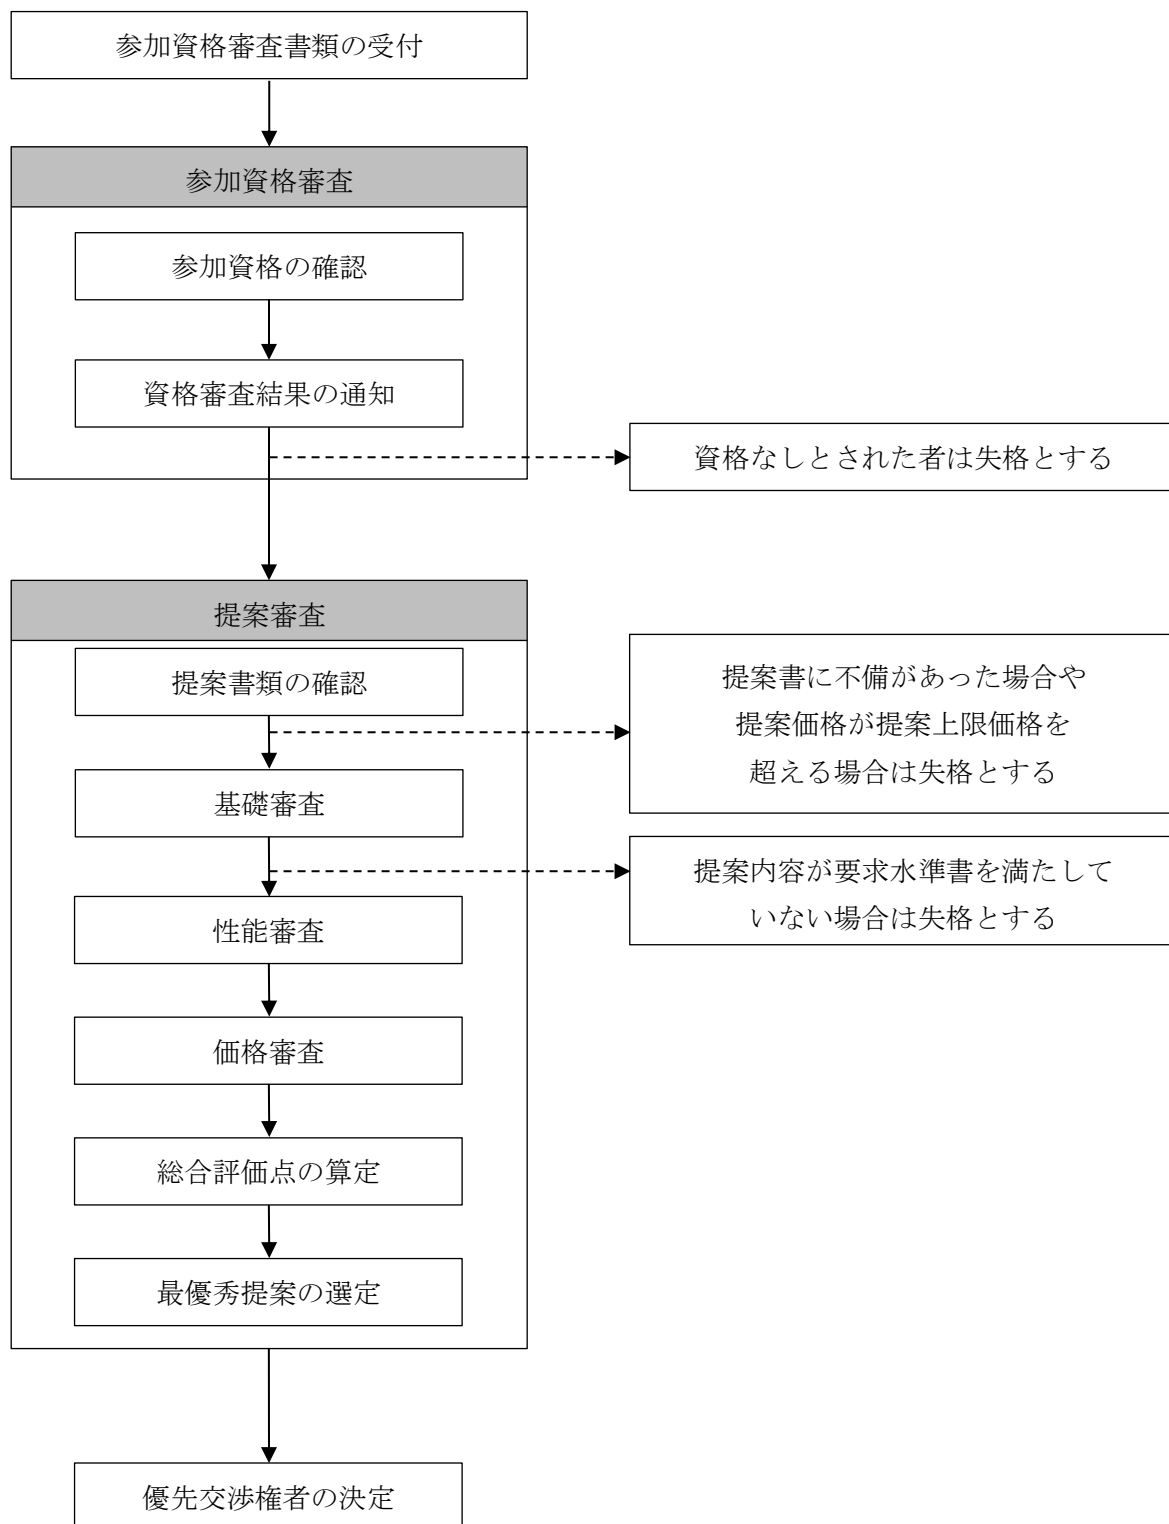 参加資格審査書類の受付
参加資格審査
参加資格の確認
資格審査結果の通知
資格なしとされた者は失格とする
提案審査
提案書類の確認
提案書に不備があった場合や
提案価格が提案上限価格を
超える場合は失格とする
基礎審査
提案内容が要求水準書を満たして
いない場合は失格とする
性能審査
価格審査
総合評価点の算定
最優秀提案の選定
優先交渉権者の決定